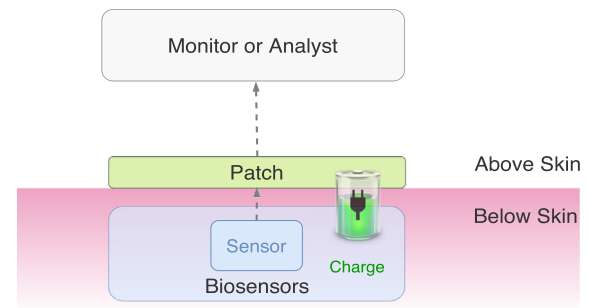 Monitor or Analyst
Above Skin
Patch
Below Skin
Sensor
Charge
Biosensors